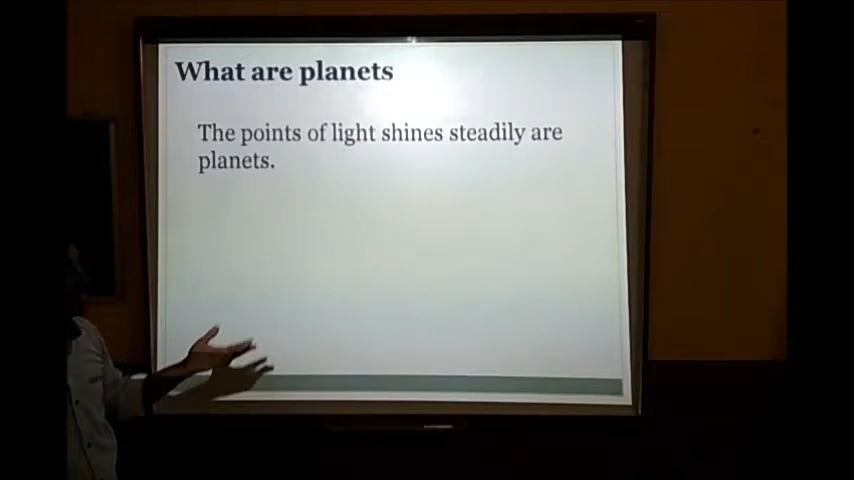 What are planets
The points of light shines steadily are
planets.